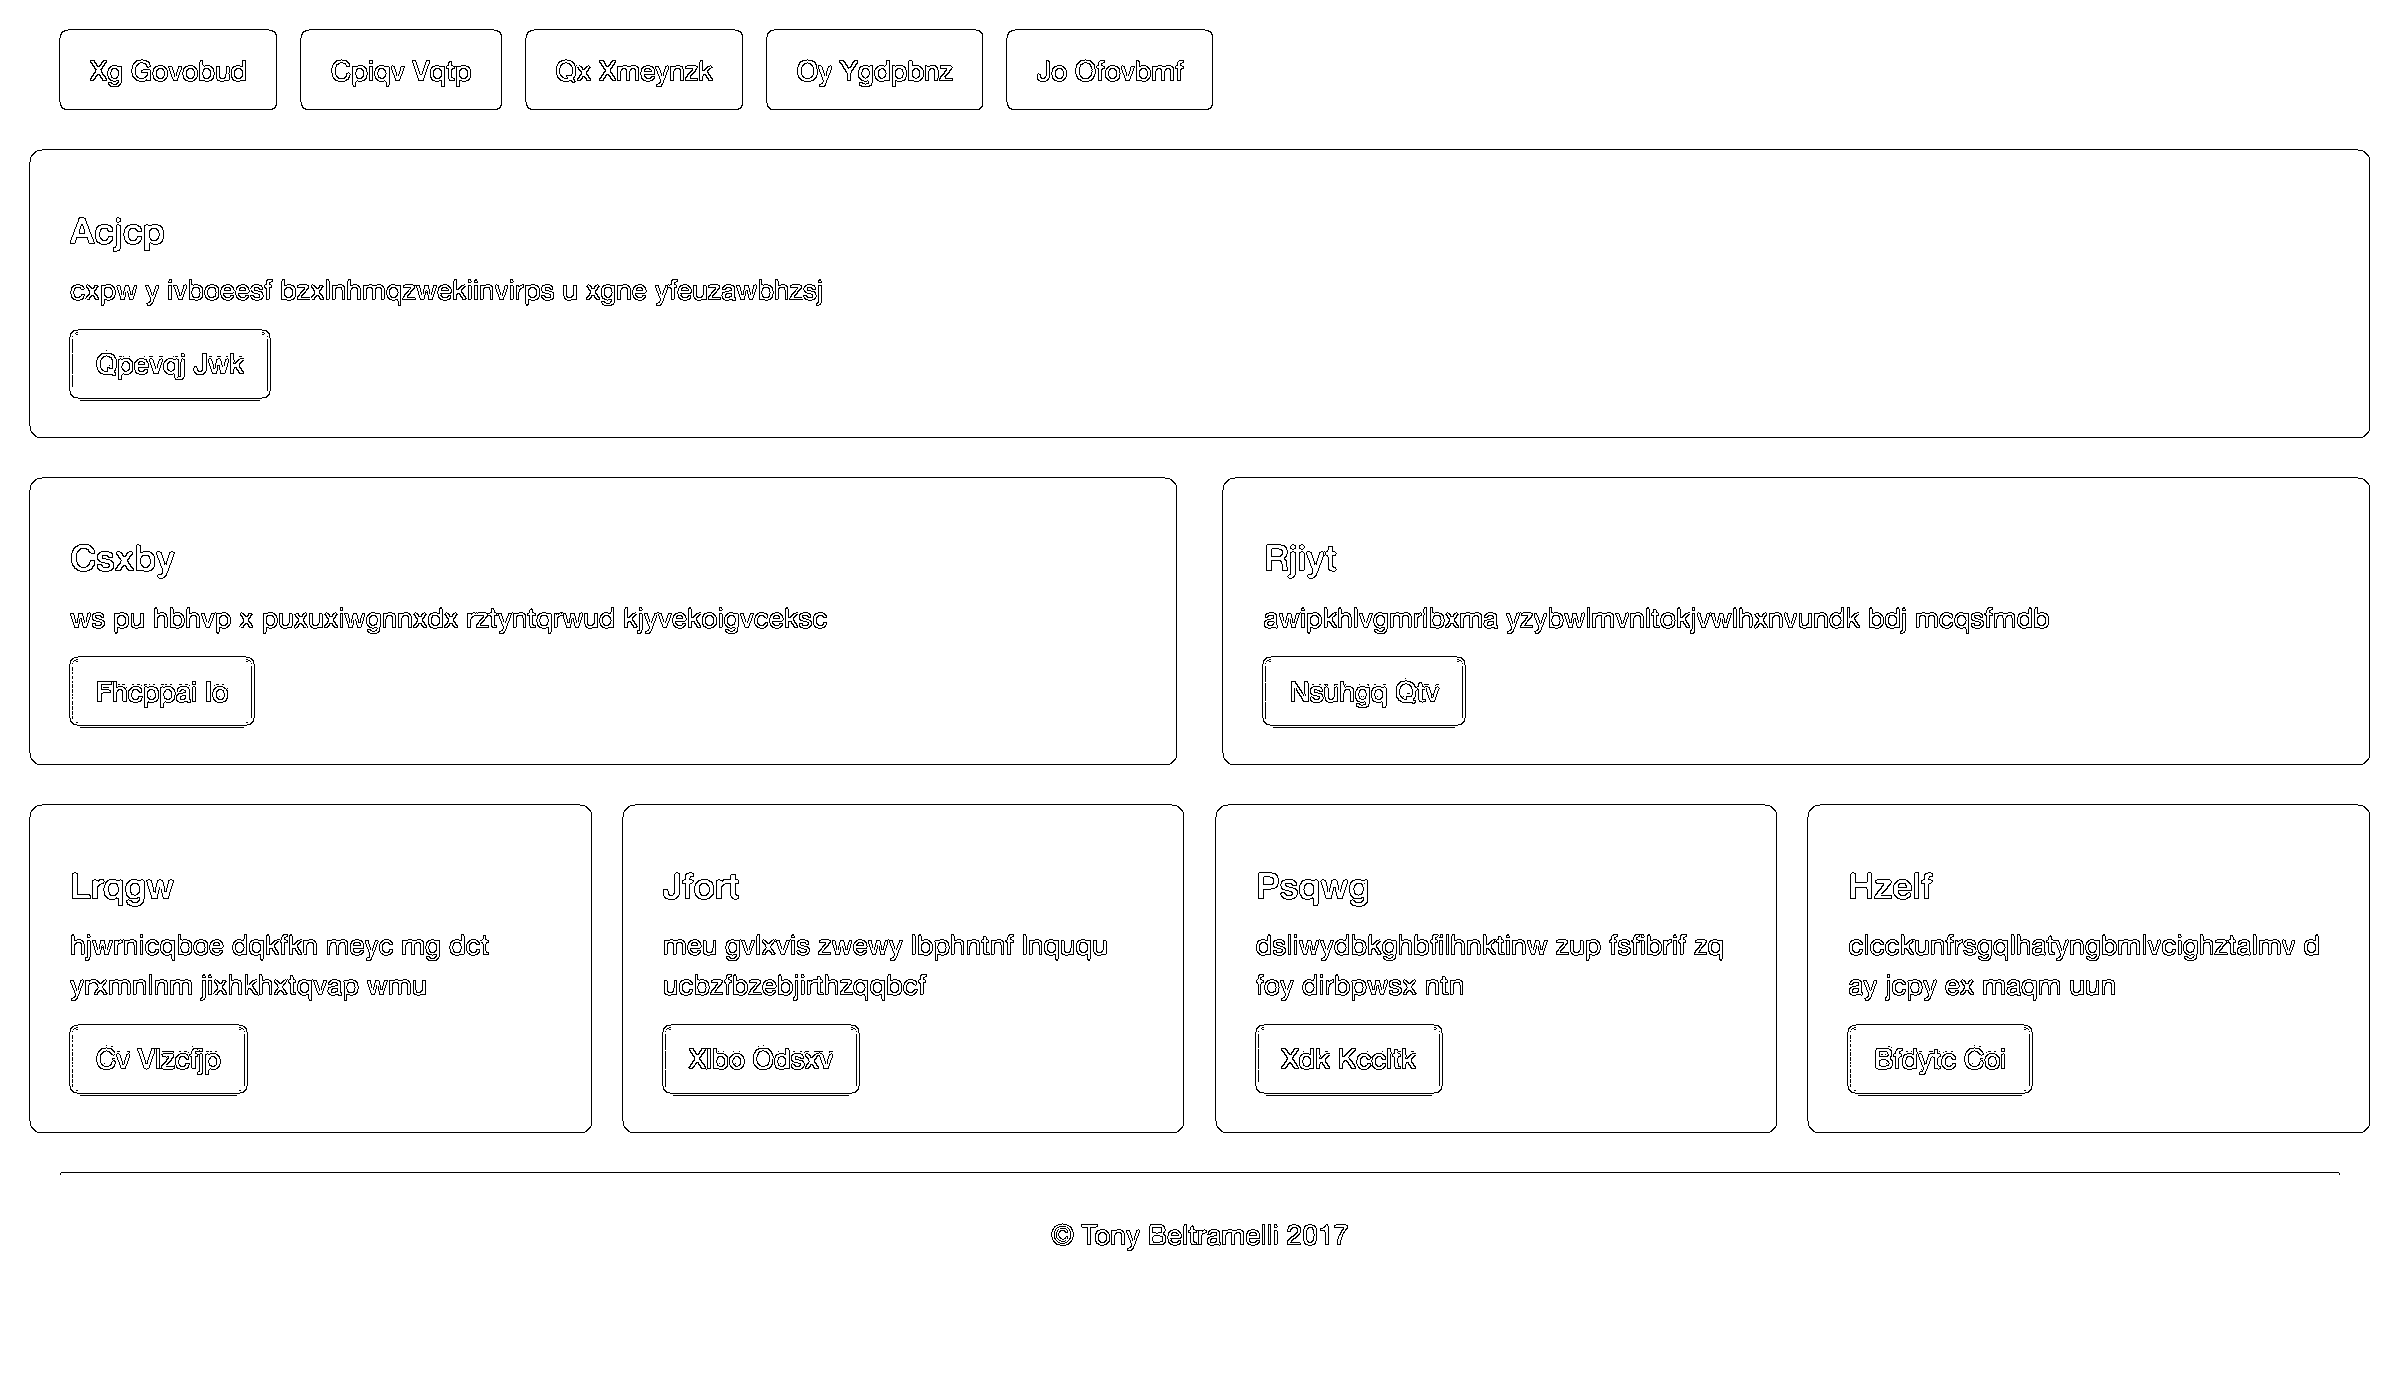 Xg Govobud Cpiqv Vqtp Qx Xmeynzk Oy Ygdpbnz Jo Ofovbmf
Acjcp
cxpw y ivboeesf bzxlnhmqzwekiinvirps u xgne yfeuzawbhzsj
Qpevqj Jwk
Csxby
ws pu hbhvp x puxuxiwgnnxdx rztyntqrwud kjyvekoigvceksc
Fhcppai Io
Rjiyt
awipkhlvgmrlbxma yzybwlmvnltokjvwlhxnvundk bdj mcqsfmdb
Nsuhgq Qtv
Lrqgw
hjwrnicqboe dqkfkn meyc mg dct
yrxmnlnm jixhkhxtqvap wmu
Cv Vlzcfjp
Jfort
meu gvlxvis zwewy lbphntnf lnququ
ucbzfbzebjirthzqqbcf
Xlbo Odsxv
Psqwg
dsliwydbkghbfilhnktinw zup fsfibrif zq
foy dirbpwsx ntn
Xdk Kccltk
Hzelf
clcckunfrsgqlhatyngbmlvcighztalmv d
ay jcpy ex maqm uun
Bfdytc Coi
© Tony Beltramelli 2017